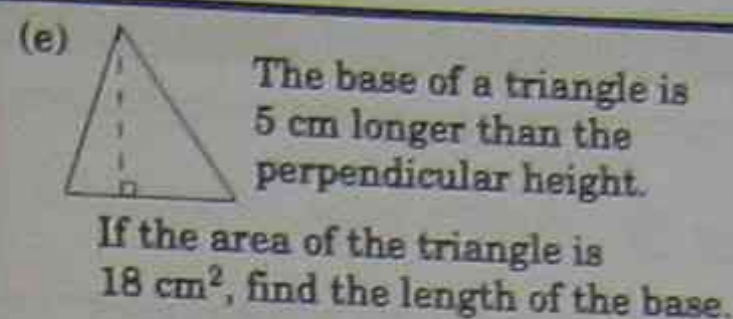 (e)
The base of a triangle is
5 cm longer than the
perpendicular height.
If the area of the triangle is
18 cm², find the length of the base.